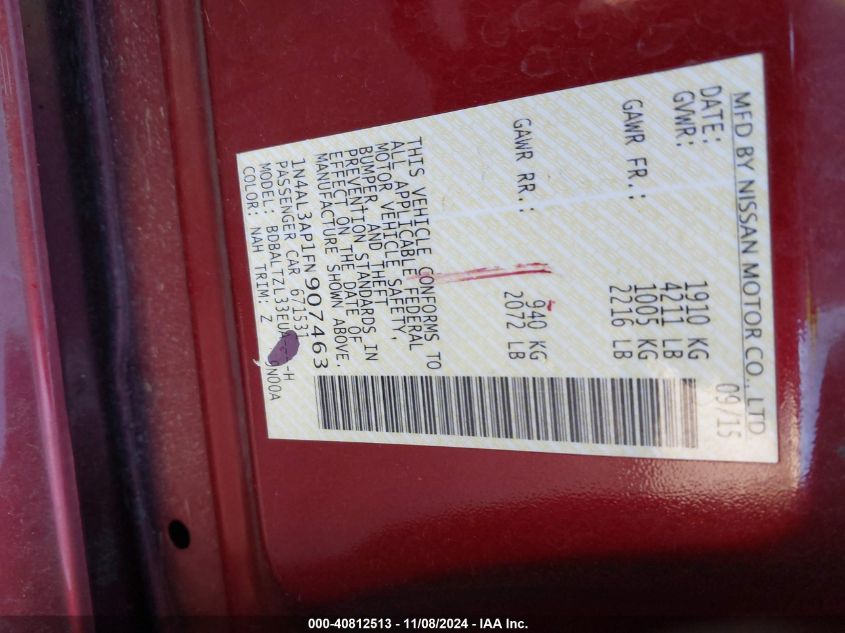 MFD BY NISSAN MOTOR CO., LTD
DATE: 09/15
GVWR: 1910 KG
4211 LB
GAWR FR.: 1005 KG
2216 LB
GAWR RR.: 940 KG
2072 LB
THIS VEHICLE CONFORMS TO
ALL APPLICABLE FEDERAL
MOTOR VEHICLE SAFETY,
BUMPER, AND THEFT
PREVENTION STANDARDS IN
EFFECT ON THE DATE OF
MANUFACTURE SHOWN ABOVE.
1N4AL3AP1FN907463
PASSENGER CAR 671531
MODEL: -H
COLOR: NAH TRIM: Z 9N00A
000-40812513 - 11/08/2024 - IAA Inc.